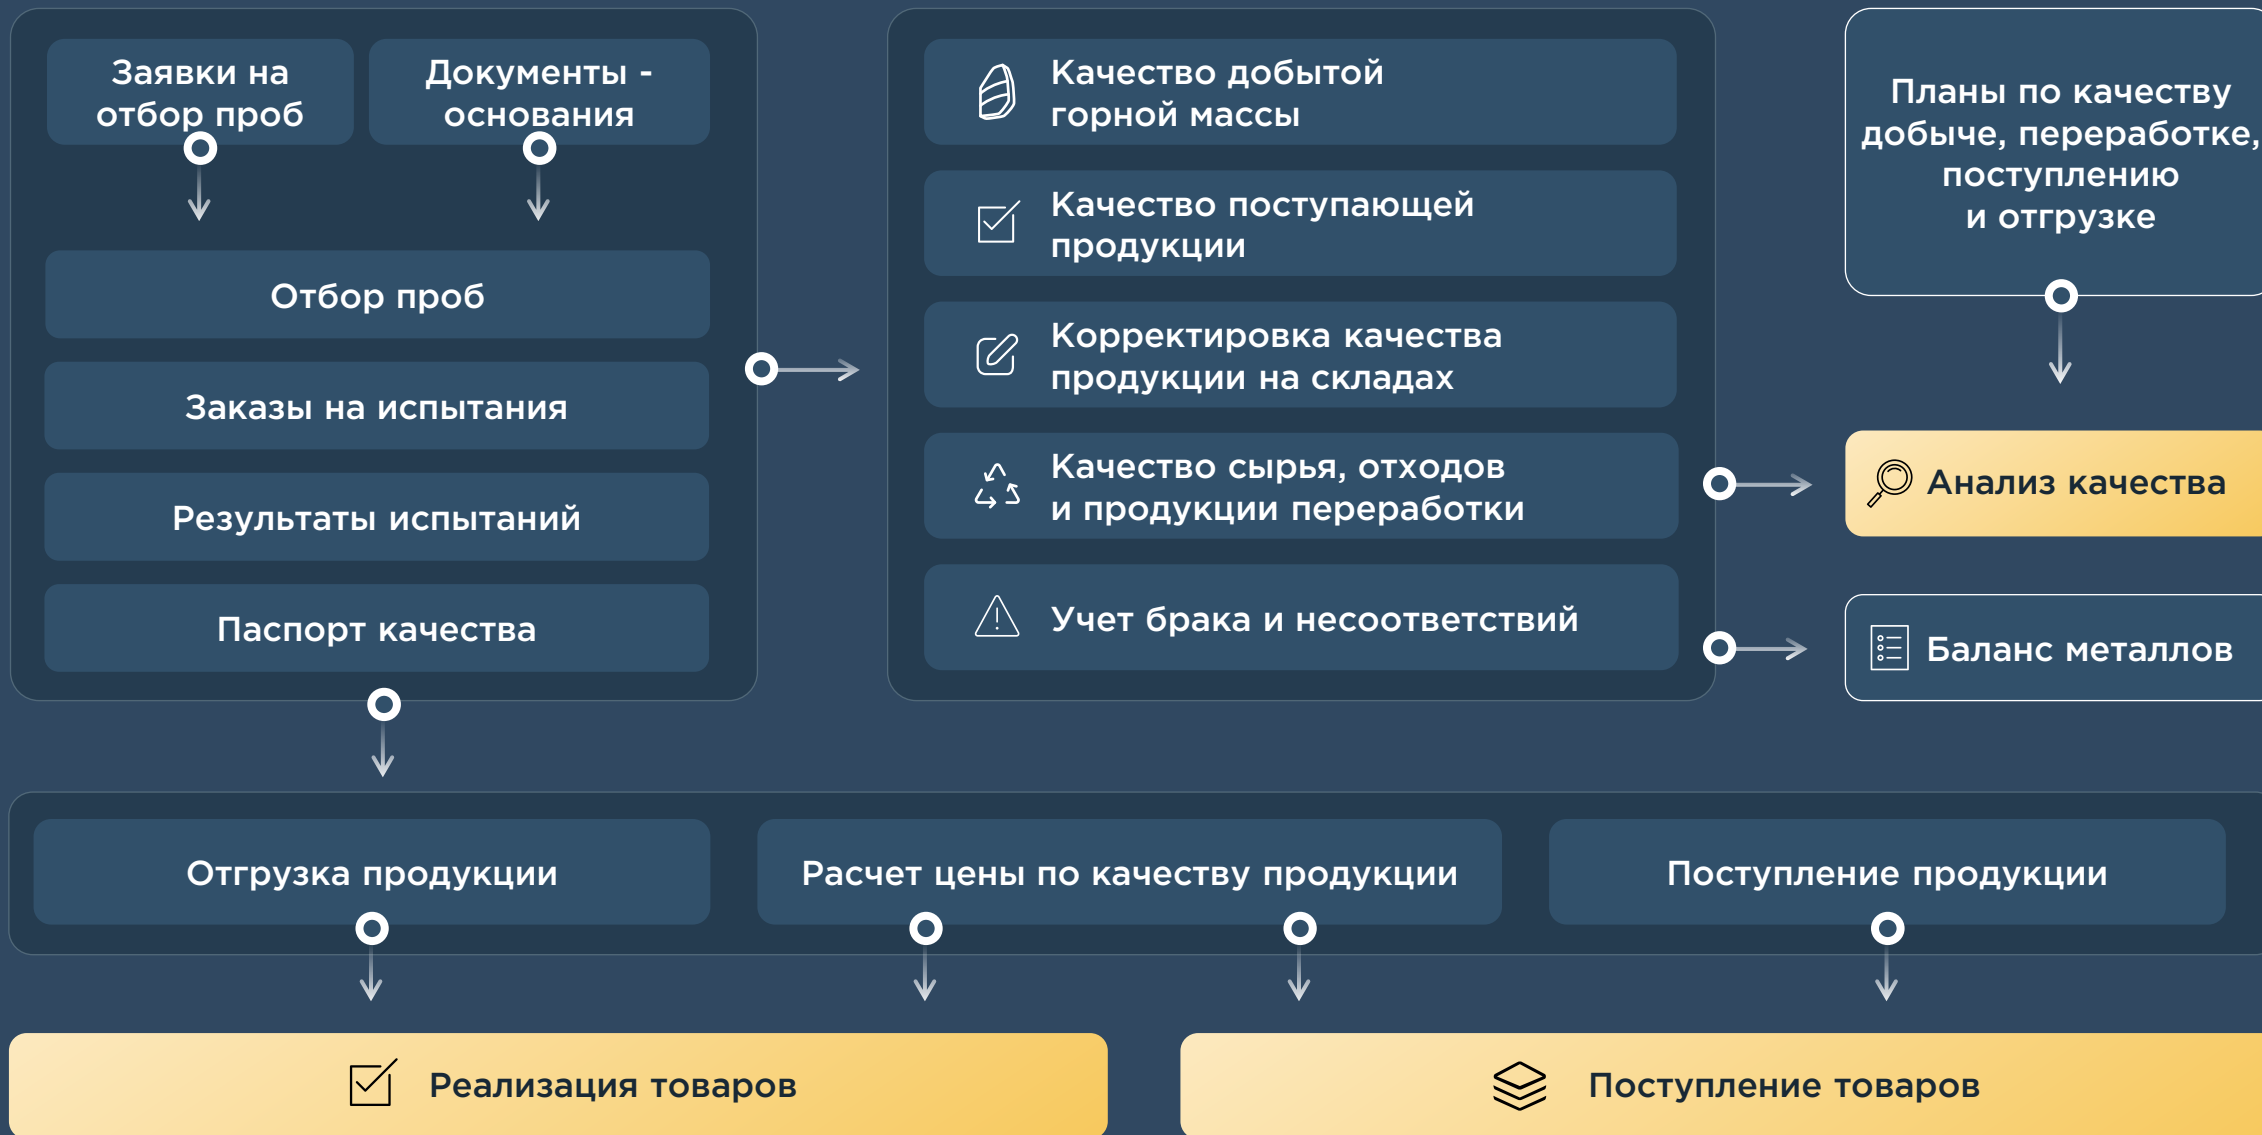 Заявки на
отбор проб
Документы -
основания
Отбор проб
Заказы на испытания
Результаты испытаний
Паспорт качества
Качество добытой
горной массы
Качество поступающей
продукции
Корректировка качества
продукции на складах
Качество сырья, отходов
и продукции переработки
Учет брака и несоответствий
Планы по качеству
добыче, переработке,
поступлению
и отгрузке
Анализ качества
Баланс металлов
Отгрузка продукции
Расчет цены по качеству продукции
Поступление продукции
Реализация товаров
Поступление товаров